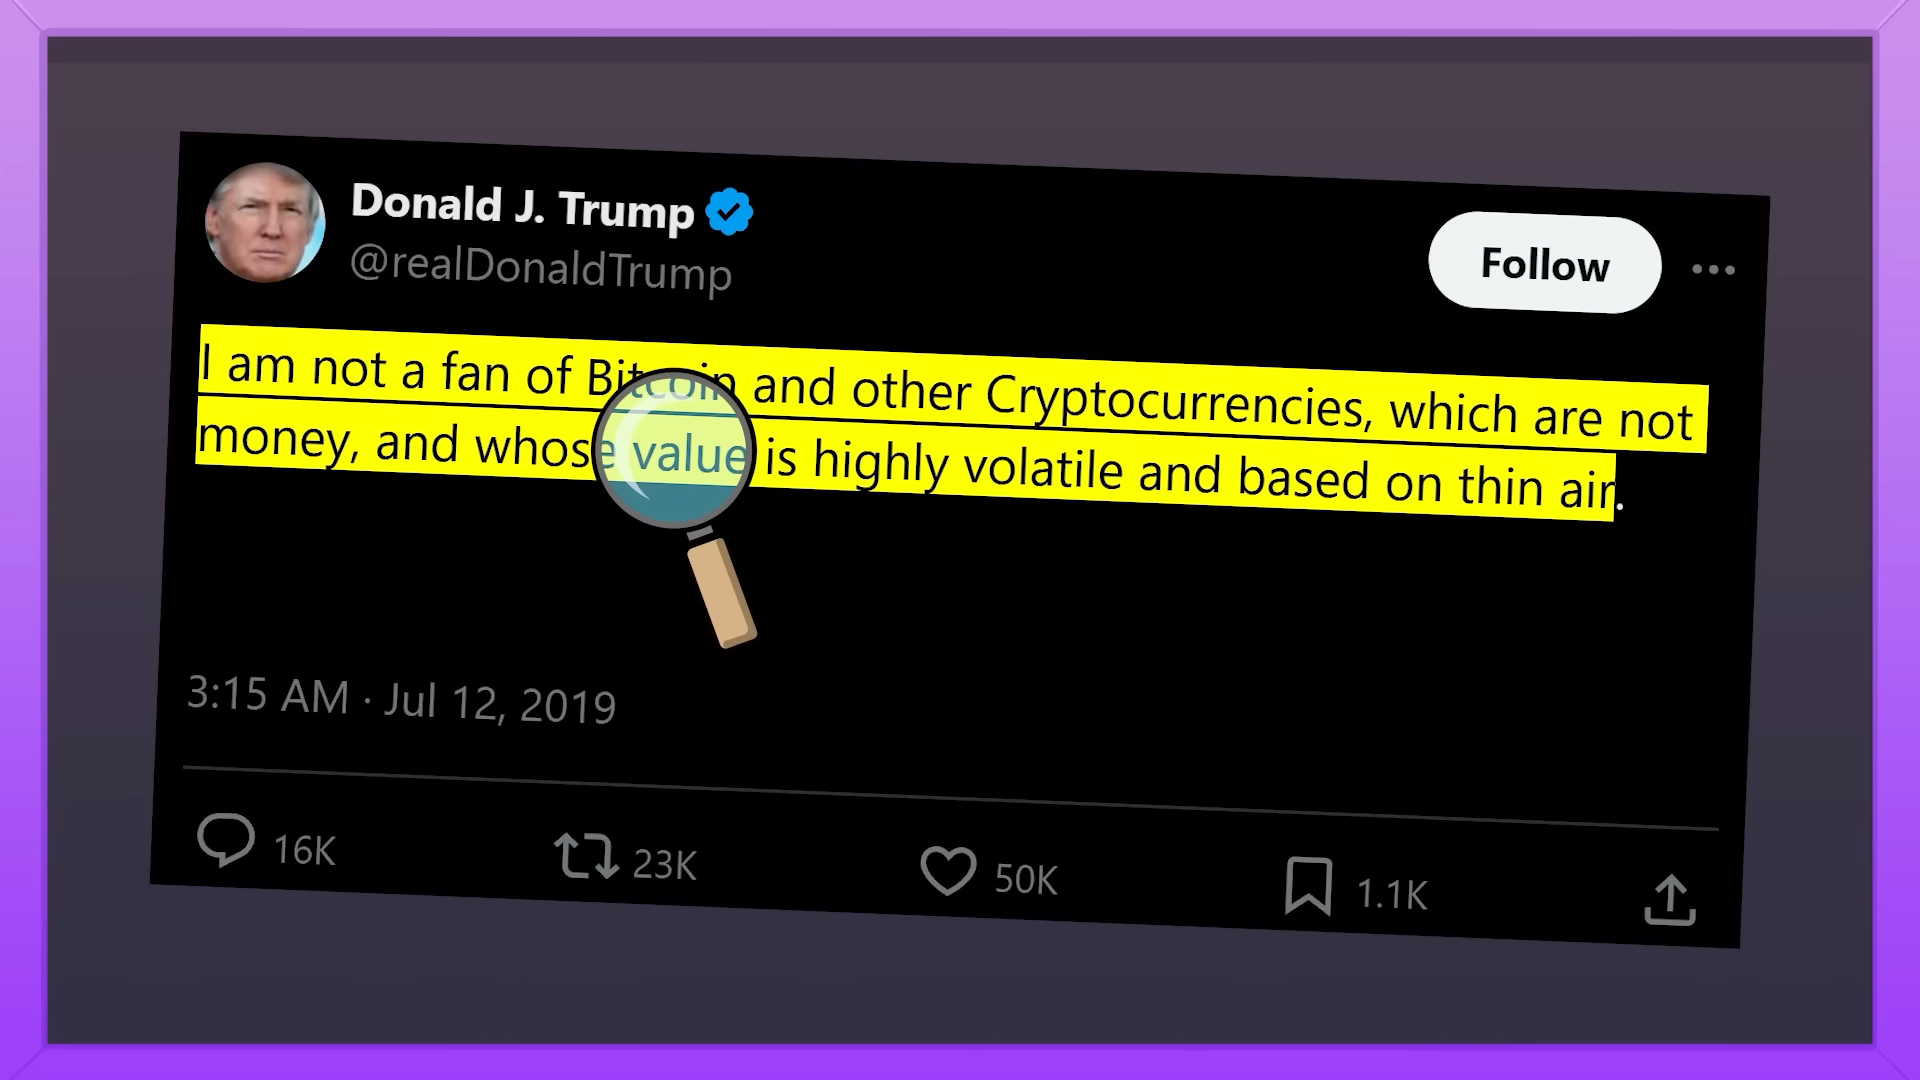 Donald J. Trump
@realDonaldTrump
Follow
I am not a fan of Bitcoin and other Cryptocurrencies, which are not
money, and whose value is highly volatile and based on thin air.
3:15 AM · Jul 12, 2019
16K
23K
50K
1.1K